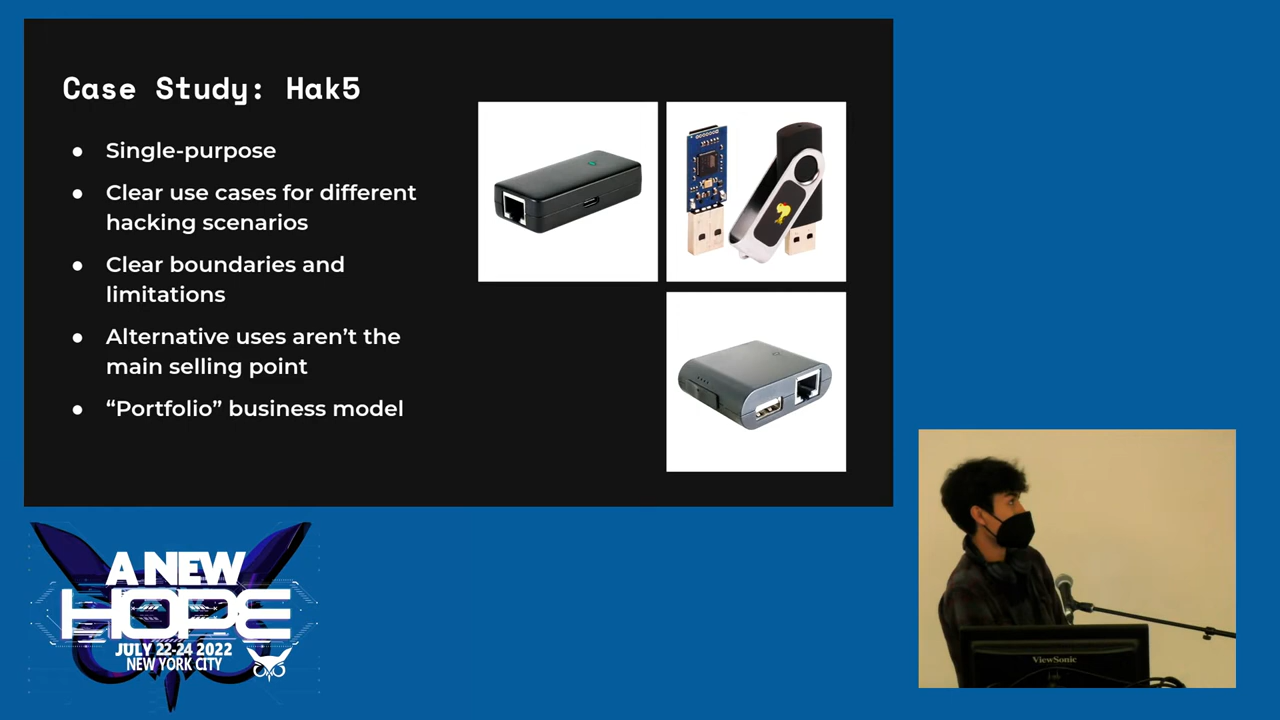 Case Study: Hak5
● Single-purpose
● Clear use cases for different
hacking scenarios
● Clear boundaries and
limitations
● Alternative uses aren’t the
main selling point
● “Portfolio” business model
A NEW
HOPE
JULY 22-24 2022
NEW YORK CITY
ViewSonic